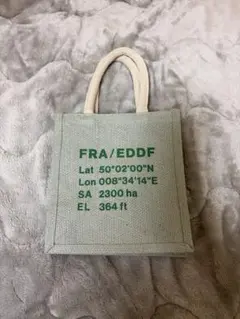 FRA/EDDF
Lat 50°02'00"N
Lon 008°34'14"E
SA 2300 ha
EL 364 ft